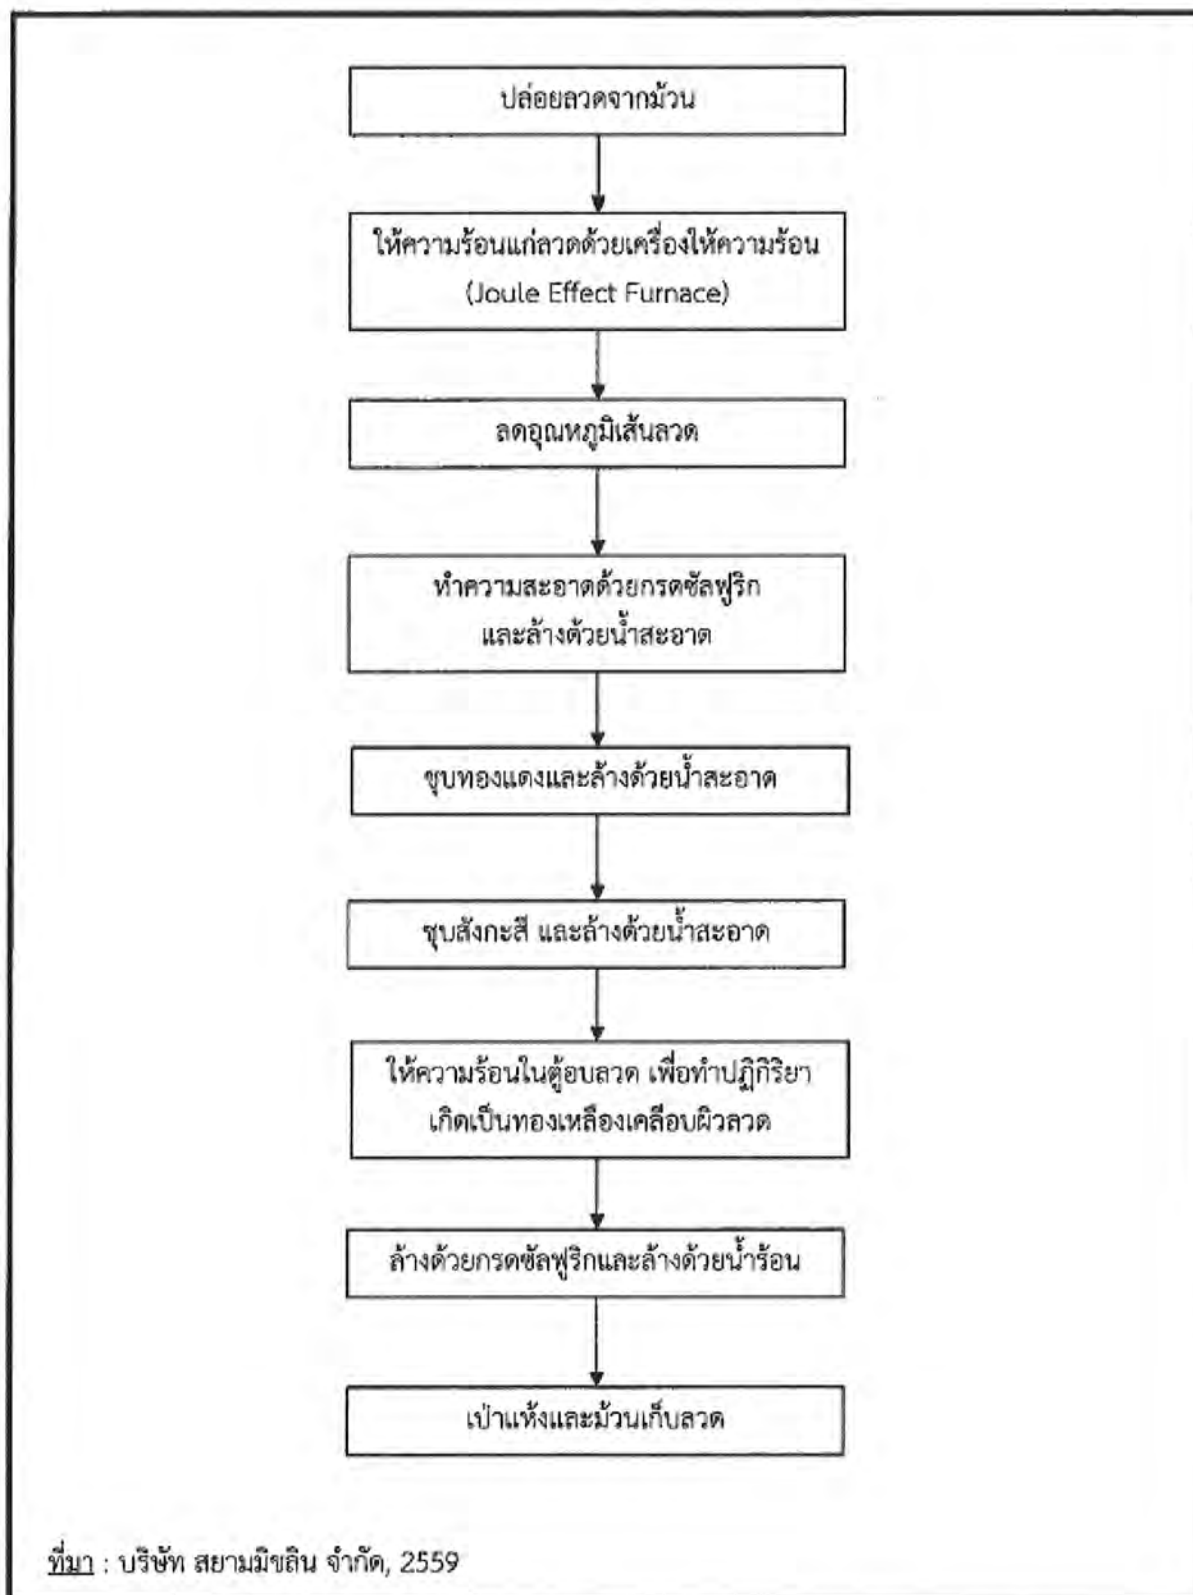 ปล่อยลวดจากม้วน
ให้ความร้อนแก่ลวดด้วยเครื่องให้ความร้อน
(Joule Effect Furnace)
ลดอุณหภูมิเส้นลวด
ทำความสะอาดด้วยกรดซัลฟูริก
และล้างด้วยน้ำสะอาด
ชุบทองแดงและล้างด้วยน้ำสะอาด
ชุบสังกะสี และล้างด้วยน้ำสะอาด
ให้ความร้อนในตู้อบลวด เพื่อทำปฏิกิริยา
เกิดเป็นทองเหลืองเคลือบผิวลวด
ล้างด้วยกรดซัลฟูริกและล้างด้วยน้ำร้อน
เป่าแห้งและม้วนเก็บลวด
ที่มา : บริษัท สยามมิชลิน จำกัด, 2559